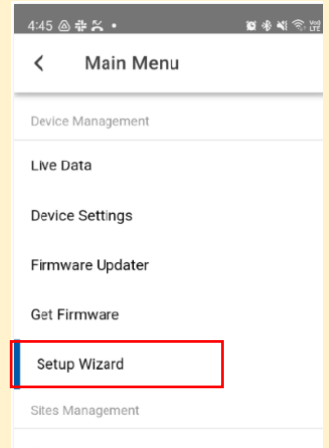 4:45
Main Menu
Device Management
Live Data
Device Settings
Firmware Updater
Get Firmware
Setup Wizard
Sites Management